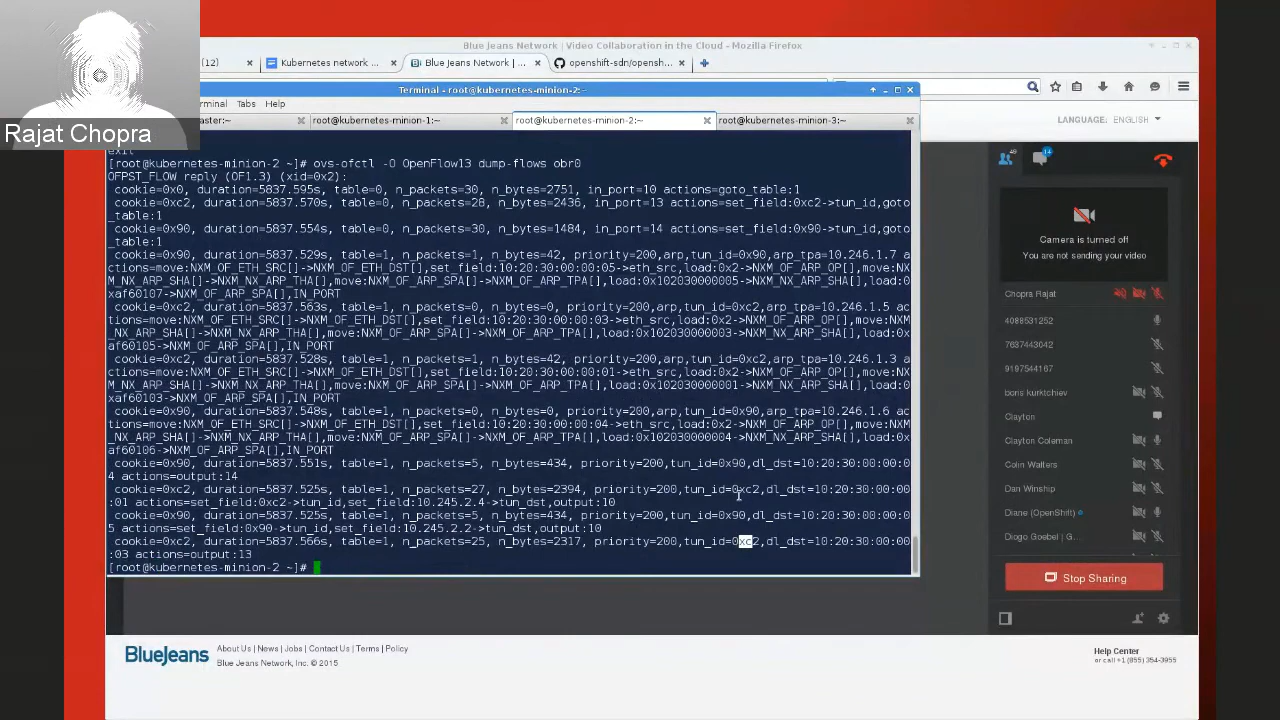 Rajat Chopra
Blue Jeans Network | Video Collaboration in the Cloud - Mozilla Firefox
(12)
Kubernetes network ...
Blue Jeans Network | ...
openshift-sdn/opensh...
Terminal - root@kubernetes-minion-2:~
rminal Tabs Help
aster:~
root@kubernetes-minion-1:~
root@kubernetes-minion-2:~
root@kubernetes-minion-3:~
exit
[root@kubernetes-minion-2 ~]# ovs-ofctl -O OpenFlow13 dump-flows obr0
OFPST_FLOW reply (OF1.3) (xid=0x2):
cookie=0x0, duration=5837.595s, table=0, n_packets=30, n_bytes=2751, in_port=10 actions=goto_table:1
cookie=0xc2, duration=5837.570s, table=0, n_packets=28, n_bytes=2436, in_port=13 actions=set_field:0xc2->tun_id,goto
_table:1
cookie=0x90, duration=5837.554s, table=0, n_packets=30, n_bytes=1484, in_port=14 actions=set_field:0x90->tun_id,goto
_table:1
cookie=0x90, duration=5837.529s, table=1, n_packets=1, n_bytes=42, priority=200,arp,tun_id=0x90,arp_tpa=10.246.1.7 a
ctions=move:NXM_OF_ETH_SRC[]->NXM_OF_ETH_DST[],set_field:10:20:30:00:00:05->eth_src,load:0x2->NXM_OF_ARP_OP[],move:N
XM_NX_ARP_SHA[]->NXM_NX_ARP_THA[],move:NXM_OF_ARP_SPA[]->NXM_OF_ARP_TPA[],load:0x102030000005->NXM_NX_ARP_SHA[],load:0
xaf60107->NXM_OF_ARP_SPA[],IN_PORT
cookie=0xc2, duration=5837.563s, table=1, n_packets=0, n_bytes=0, priority=200,arp,tun_id=0xc2,arp_tpa=10.246.1.5 ac
tions=move:NXM_OF_ETH_SRC[]->NXM_OF_ETH_DST[],set_field:10:20:30:00:00:03->eth_src,load:0x2->NXM_OF_ARP_OP[],move:NX
M_NX_ARP_SHA[]->NXM_NX_ARP_THA[],move:NXM_OF_ARP_SPA[]->NXM_OF_ARP_TPA[],load:0x102030000003->NXM_NX_ARP_SHA[],load:0x
af60105->NXM_OF_ARP_SPA[],IN_PORT
cookie=0xc2, duration=5837.528s, table=1, n_packets=1, n_bytes=42, priority=200,arp,tun_id=0xc2,arp_tpa=10.246.1.3 a
ctions=move:NXM_OF_ETH_SRC[]->NXM_OF_ETH_DST[],set_field:10:20:30:00:00:01->eth_src,load:0x2->NXM_OF_ARP_OP[],move:N
XM_NX_ARP_SHA[]->NXM_NX_ARP_THA[],move:NXM_OF_ARP_SPA[]->NXM_OF_ARP_TPA[],load:0x102030000001->NXM_NX_ARP_SHA[],load:0
xaf60103->NXM_OF_ARP_SPA[],IN_PORT
cookie=0x90, duration=5837.548s, table=1, n_packets=0, n_bytes=0, priority=200,arp,tun_id=0x90,arp_tpa=10.246.1.6 ac
tions=move:NXM_OF_ETH_SRC[]->NXM_OF_ETH_DST[],set_field:10:20:30:00:00:04->eth_src,load:0x2->NXM_OF_ARP_OP[],move:NX
M_NX_ARP_SHA[]->NXM_NX_ARP_THA[],move:NXM_OF_ARP_SPA[]->NXM_OF_ARP_TPA[],load:0x102030000004->NXM_NX_ARP_SHA[],load:0x
af60106->NXM_OF_ARP_SPA[],IN_PORT
cookie=0x90, duration=5837.551s, table=1, n_packets=5, n_bytes=434, priority=200,tun_id=0x90,dl_dst=10:20:30:00:00:0
4 actions=output:14
cookie=0xc2, duration=5837.525s, table=1, n_packets=27, n_bytes=2394, priority=200,tun_id=0xc2,dl_dst=10:20:30:00:00
:01 actions=set_field:0xc2->tun_id,set_field:10.245.2.4->tun_dst,output:10
cookie=0x90, duration=5837.525s, table=1, n_packets=5, n_bytes=434, priority=200,tun_id=0x90,dl_dst=10:20:30:00:00:0
5 actions=set_field:0x90->tun_id,set_field:10.245.2.2->tun_dst,output:10
cookie=0xc2, duration=5837.566s, table=1, n_packets=25, n_bytes=2317, priority=200,tun_id=0xc2,dl_dst=10:20:30:00:00
:03 actions=output:13
[root@kubernetes-minion-2 ~]#
LANGUAGE: ENGLISH
49
14
Camera is turned off
You are not sending your video
Chopra Rajat
4088531252
7637443042
9197544167
boris kurktchiev
Clayton
Clayton Coleman
Colin Walters
Dan Winship
Diane (OpenShift)
Diogo Goebel | G...
Stop Sharing
BlueJeans
About Us | News | Jobs | Contact Us | Terms | Policy
Blue Jeans Network, Inc. © 2015
Help Center
or call +1 (855) 354-3955